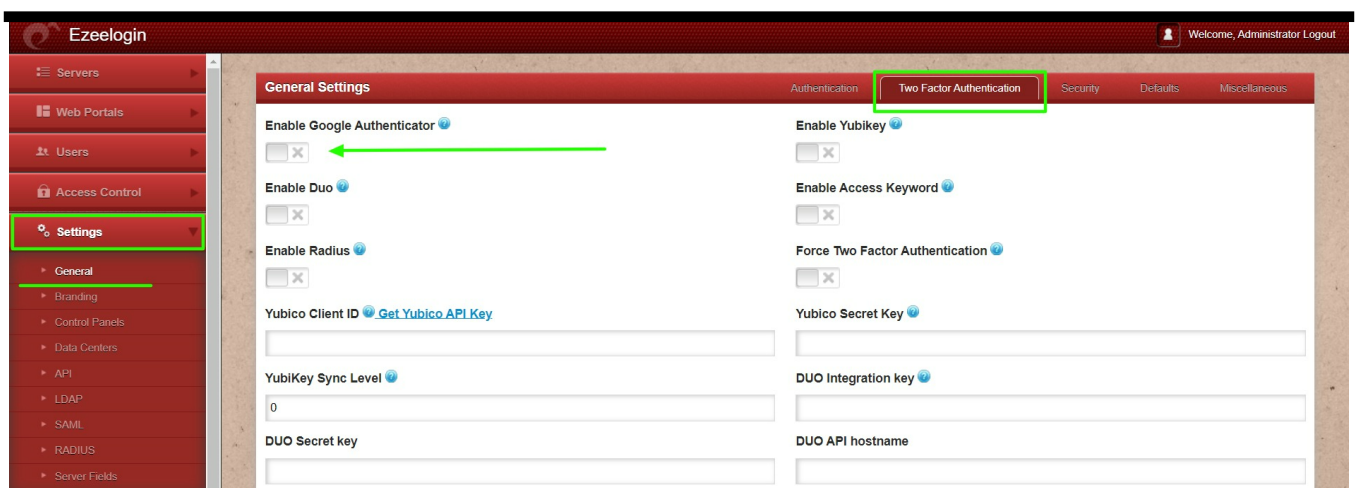 Ezeelogin
Welcome, Administrator Logout
Servers
Web Portals
Users
Access Control
Settings
General
Branding
Control Panels
Data Centers
API
LDAP
SAML
RADIUS
Server Fields
General Settings
Authentication
Two Factor Authentication
Security
Defaults
Miscellaneous
Enable Google Authenticator
Enable Yubikey
Enable Duo
Enable Access Keyword
Enable Radius
Force Two Factor Authentication
Yubico Client ID Get Yubico API Key
Yubico Secret Key
YubiKey Sync Level
DUO Integration key
0
DUO Secret key
DUO API hostname